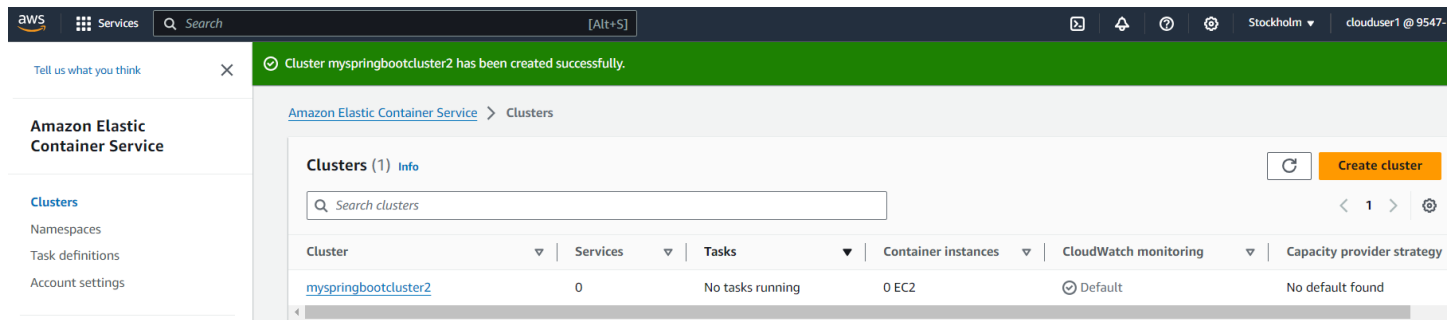 aws Services Search [Alt+S] Stockholm clouduser1 @ 9547-
Tell us what you think
Cluster myspringbootcluster2 has been created successfully.
Amazon Elastic Container Service
Clusters
Namespaces
Task definitions
Account settings
Amazon Elastic Container Service > Clusters
Clusters (1) Info
Create cluster
Search clusters
1
Cluster Services Tasks Container instances CloudWatch monitoring Capacity provider strategy
myspringbootcluster2 0 No tasks running 0 EC2 Default No default found